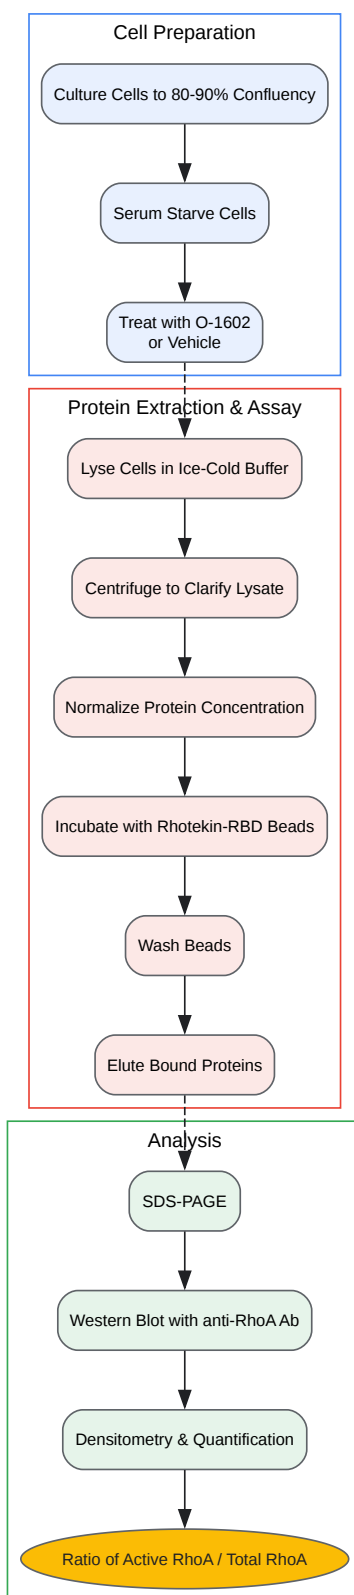 Cell Preparation
Culture Cells to 80-90% Confluency
Serum Starve Cells
Treat with O-1602
or Vehicle
Protein Extraction & Assay
Lyse Cells in Ice-Cold Buffer
Centrifuge to Clarify Lysate
Normalize Protein Concentration
Incubate with Rhotekin-RBD Beads
Wash Beads
Elute Bound Proteins
Analysis
SDS-PAGE
Western Blot with anti-RhoA Ab
Densitometry & Quantification
Ratio of Active RhoA / Total RhoA